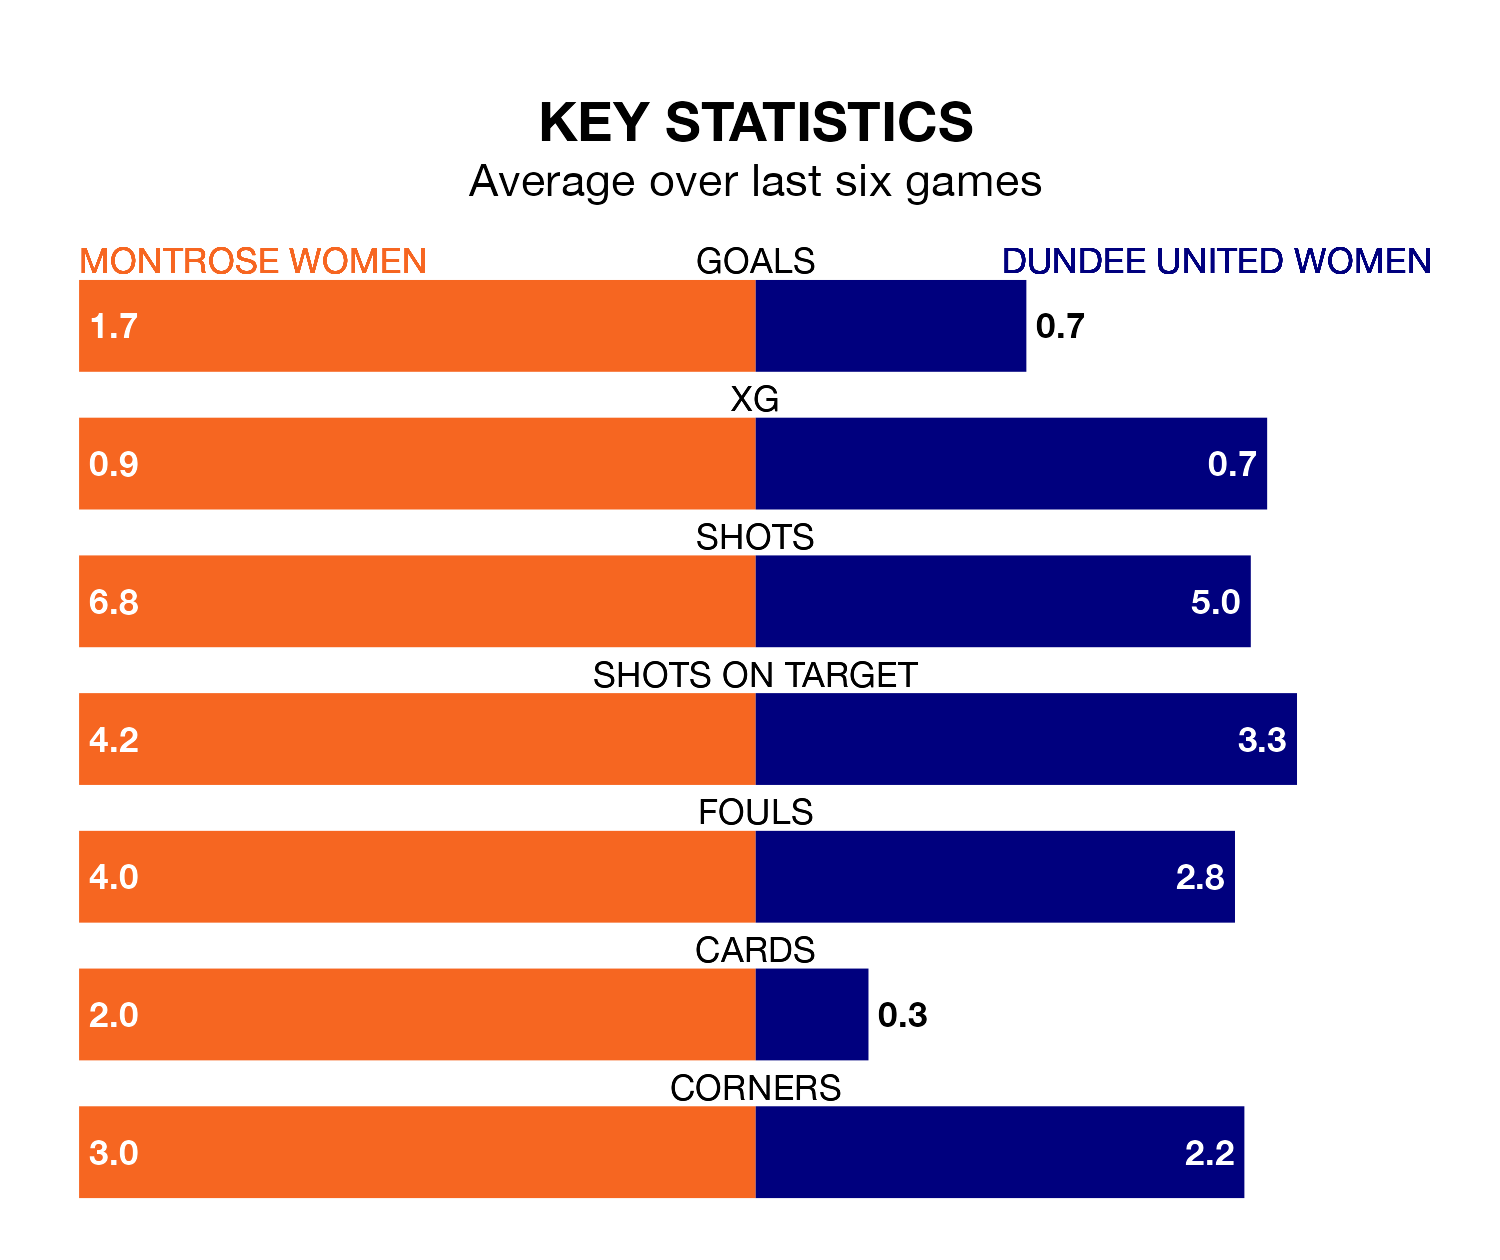 KEY STATISTICS
Average over last six games
MONTROSE WOMEN GOALS DUNDEE UNITED WOMEN
1.7 0.7
XG
0.9 0.7
SHOTS
6.8 5.0
SHOTS ON TARGET
4.2 3.3
FOULS
4.0 2.8
CARDS
2.0 0.3
CORNERS
3.0 2.2